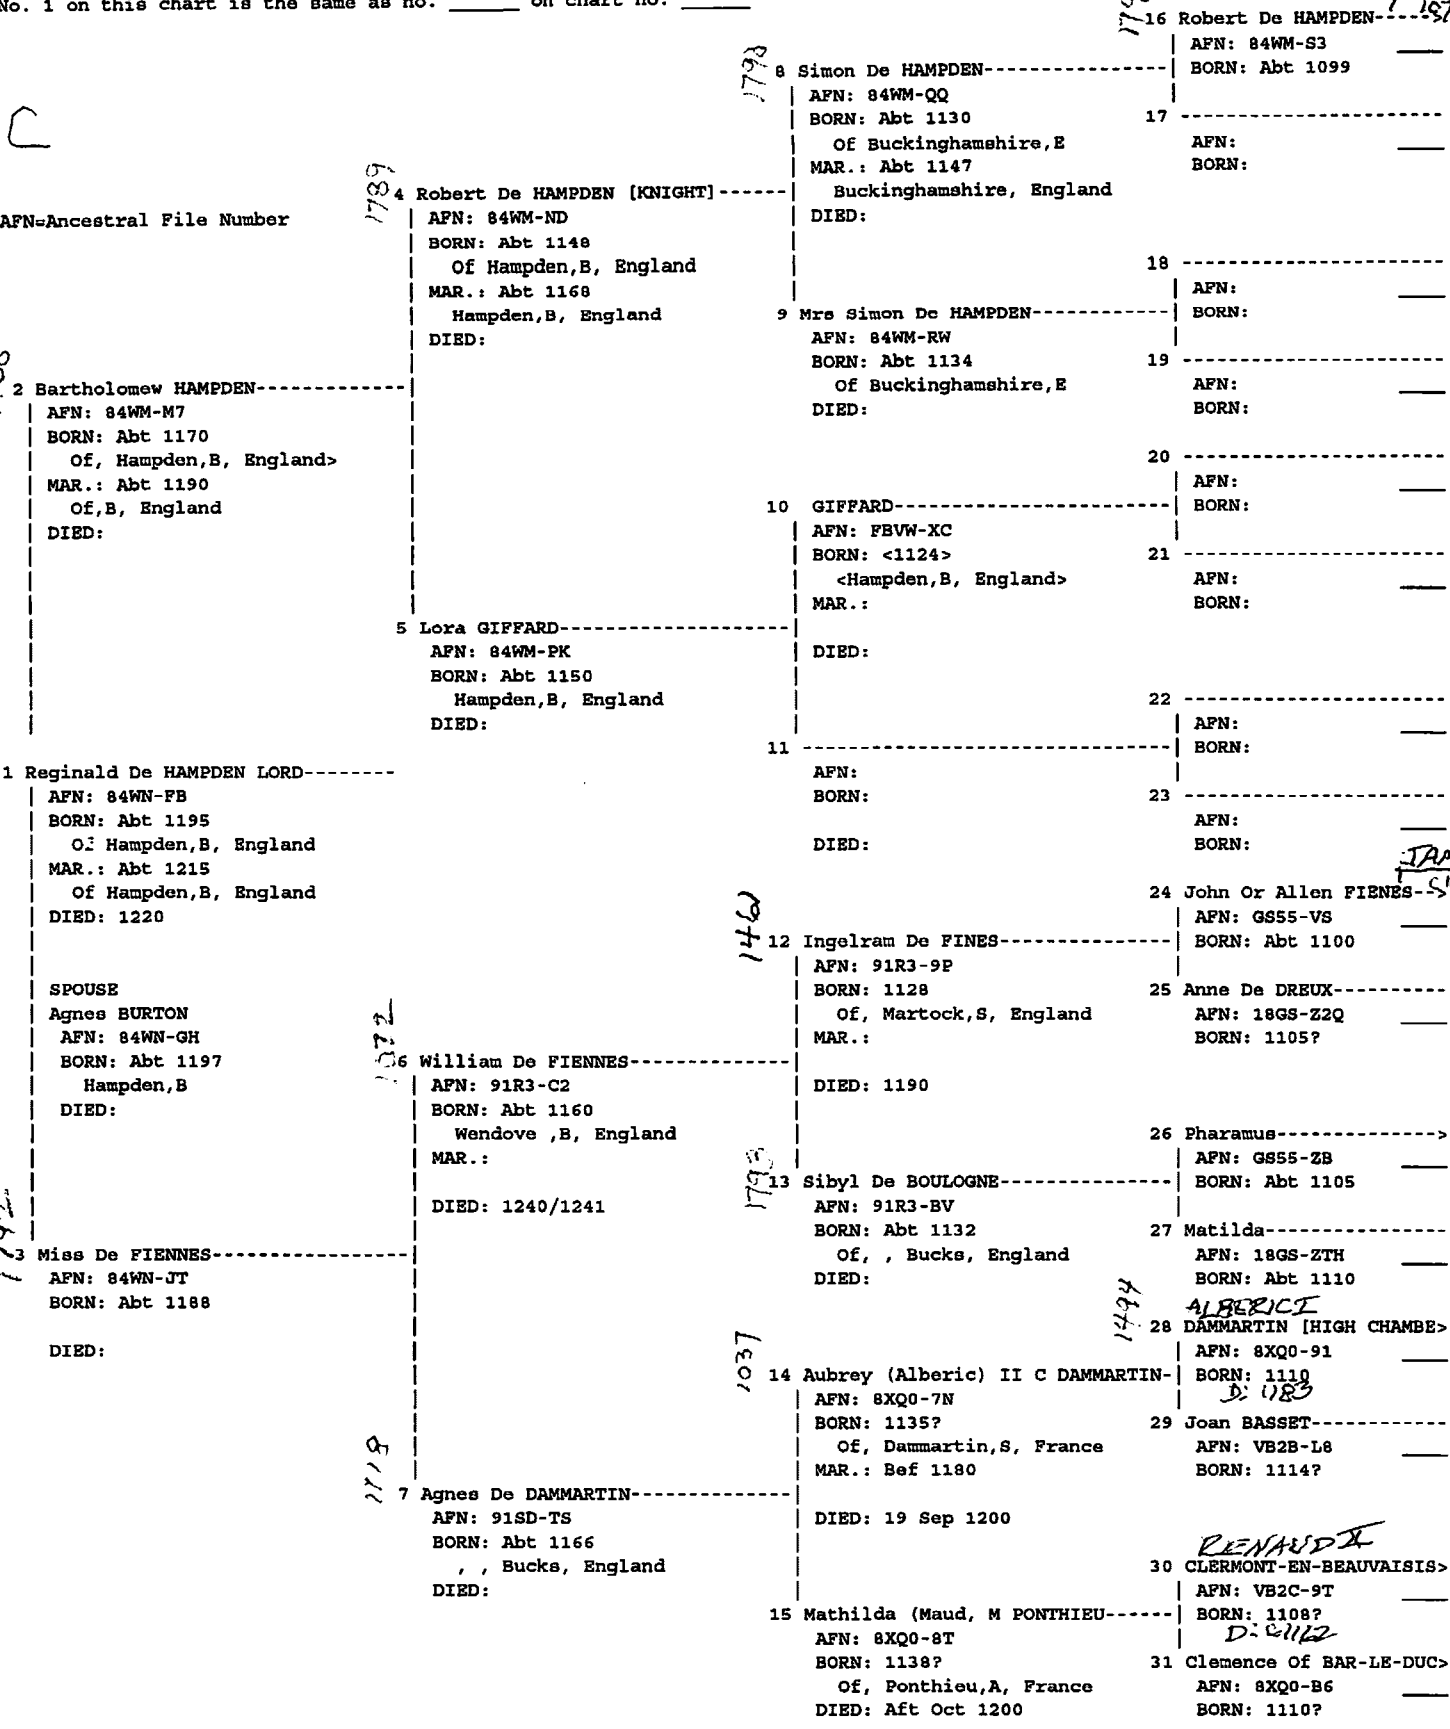 No. 1 on this chart is the same as no. ______ on chart no. ______
C
AFN=Ancestral File Number
2 Bartholomew HAMPDEN
AFN: 84WM-M7
BORN: Abt 1170
Of, Hampden,B, England>
MAR.: Abt 1190
Of,B, England
DIED:
1 Reginald De HAMPDEN LORD
AFN: 84WN-FB
BORN: Abt 1195
Of Hampden,B, England
MAR.: Abt 1215
Of Hampden,B, England
DIED: 1220
SPOUSE
Agnes BURTON
AFN: 84WN-GH
BORN: Abt 1197
Hampden,B
DIED:
3 Miss De FIENNES
AFN: 84WN-JT
BORN: Abt 1188
DIED:
1789
4 Robert De HAMPDEN [KNIGHT]
AFN: 84WM-ND
BORN: Abt 1148
Of Hampden,B, England
MAR.: Abt 1168
Hampden,B, England
DIED:
5 Lora GIFFARD
AFN: 84WM-PK
BORN: Abt 1150
Hampden,B, England
DIED:
6 William De FIENNES
AFN: 91R3-C2
BORN: Abt 1160
Wendove ,B, England
MAR.:
DIED: 1240/1241
7 Agnes De DAMMARTIN
AFN: 91SD-TS
BORN: Abt 1166
, , Bucks, England
DIED:
1790
8 Simon De HAMPDEN
AFN: 84WM-QQ
BORN: Abt 1130
Of Buckinghamshire,E
MAR.: Abt 1147
Buckinghamshire, England
DIED:
9 Mrs Simon De HAMPDEN
AFN: 84WM-RW
BORN: Abt 1134
Of Buckinghamshire,E
DIED:
10 GIFFARD
AFN: FBVW-XC
BORN: <1124>
<Hampden,B, England>
MAR.:
DIED:
11
AFN:
BORN:
DIED:
1461
12 Ingelram De FINES
AFN: 91R3-9P
BORN: 1128
Of, Martock,S, England
MAR.:
DIED: 1190
1793
13 Sibyl De BOULOGNE
AFN: 91R3-BV
BORN: Abt 1132
Of, , Bucks, England
DIED:
1037
14 Aubrey (Alberic) II C DAMMARTIN
AFN: 8XQ0-7N
BORN: 1135?
Of, Dammartin,S, France
MAR.: Bef 1180
DIED: 19 Sep 1200
15 Mathilda (Maud, M PONTHIEU
AFN: 8XQ0-8T
BORN: 1138?
Of, Ponthieu,A, France
DIED: Aft Oct 1200
16 Robert De HAMPDEN
AFN: 84WM-S3
BORN: Abt 1099
17
AFN:
BORN:
18
AFN:
BORN:
19
AFN:
BORN:
20
AFN:
BORN:
21
AFN:
BORN:
22
AFN:
BORN:
23
AFN:
BORN:
24 John Or Allen FIENES
AFN: GS55-VS
BORN: Abt 1100
25 Anne De DREUX
AFN: 18GS-Z2Q
BORN: 1105?
26 Pharamus>
AFN: GS55-ZB
BORN: Abt 1105
27 Matilda
AFN: 18GS-ZTH
BORN: Abt 1110
1494
ALBERIC I
28 DAMMARTIN [HIGH CHAMBE>
AFN: 8XQ0-91
BORN: 1110
D: 1183
29 Joan BASSET
AFN: VB2B-L8
BORN: 1114?
RENAUD II
30 CLERMONT-EN-BEAUVAISIS>
AFN: VB2C-9T
BORN: 1108?
D: c1162
31 Clemence Of BAR-LE-DUC>
AFN: 8XQ0-B6
BORN: 1110?